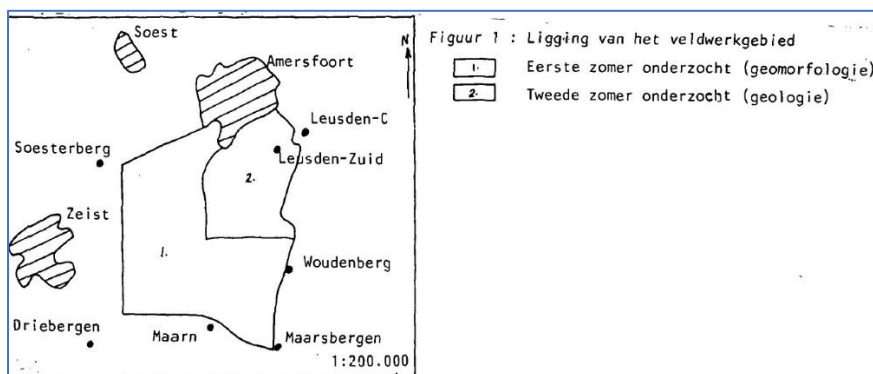 Soest
N
Amersfoort
Leusden-C
Soesterberg
Leusden-Zuid
2.
Zeist
1.
Woudenberg
Driebergen
Maarn
Maarsbergen
1:200.000
Figuur 1 : Ligging van het veldwerkgebied
1. Eerste zomer onderzocht (geomorfologie)
2. Tweede zomer onderzocht (geologie)